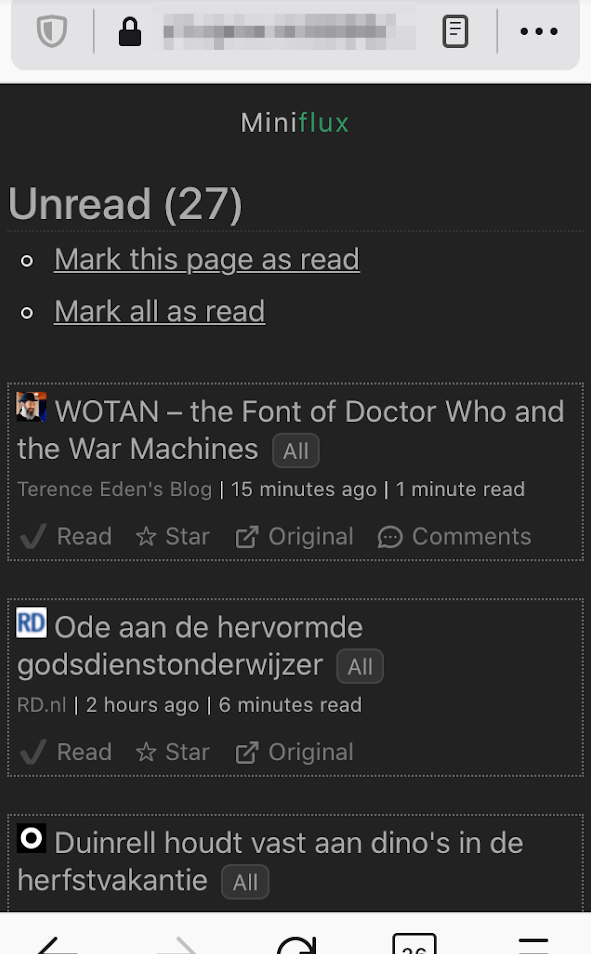 Miniflux
Unread (27)
Mark this page as read
Mark all as read
WOTAN – the Font of Doctor Who and
the War Machines All
Terence Eden's Blog | 15 minutes ago | 1 minute read
Read Star Original Comments
RD Ode aan de hervormde
godsdienstonderwijzer All
RD.nl | 2 hours ago | 6 minutes read
Read Star Original
Duinrell houdt vast aan dino's in de
herfstvakantie All